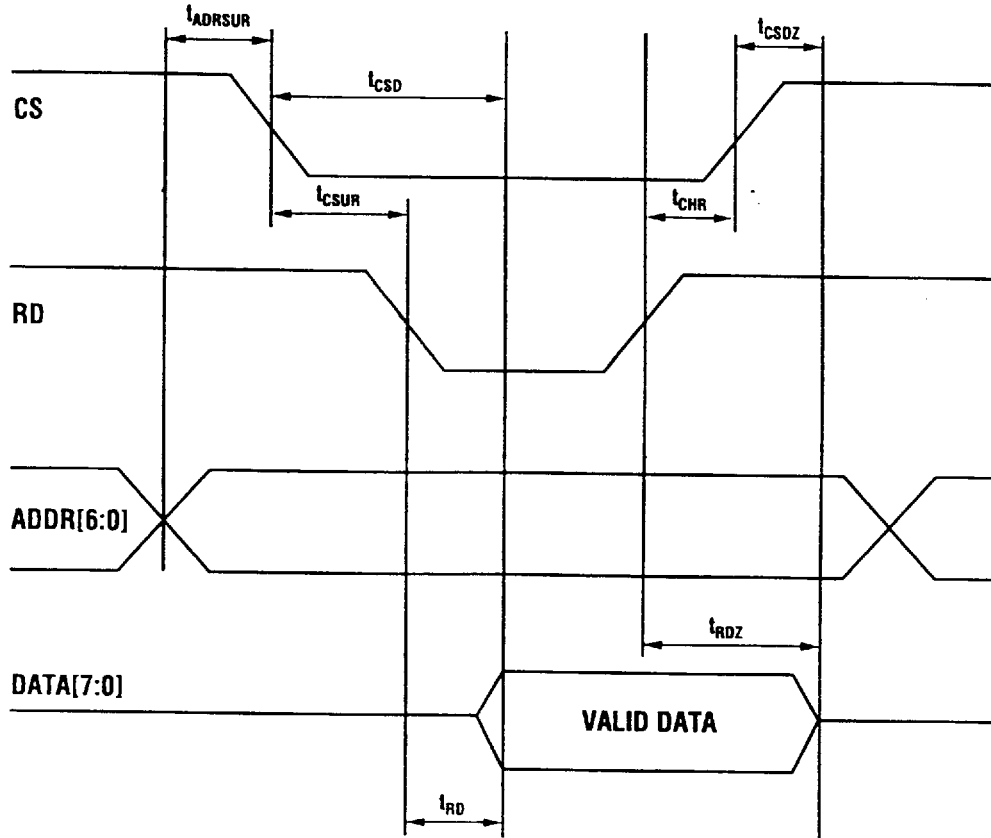 tADRSUR
tCSDZ
tCSD
CS
tCSUR
tCHR
RD
ADDR[6:0]
tRDZ
DATA[7:0]
VALID DATA
tRD